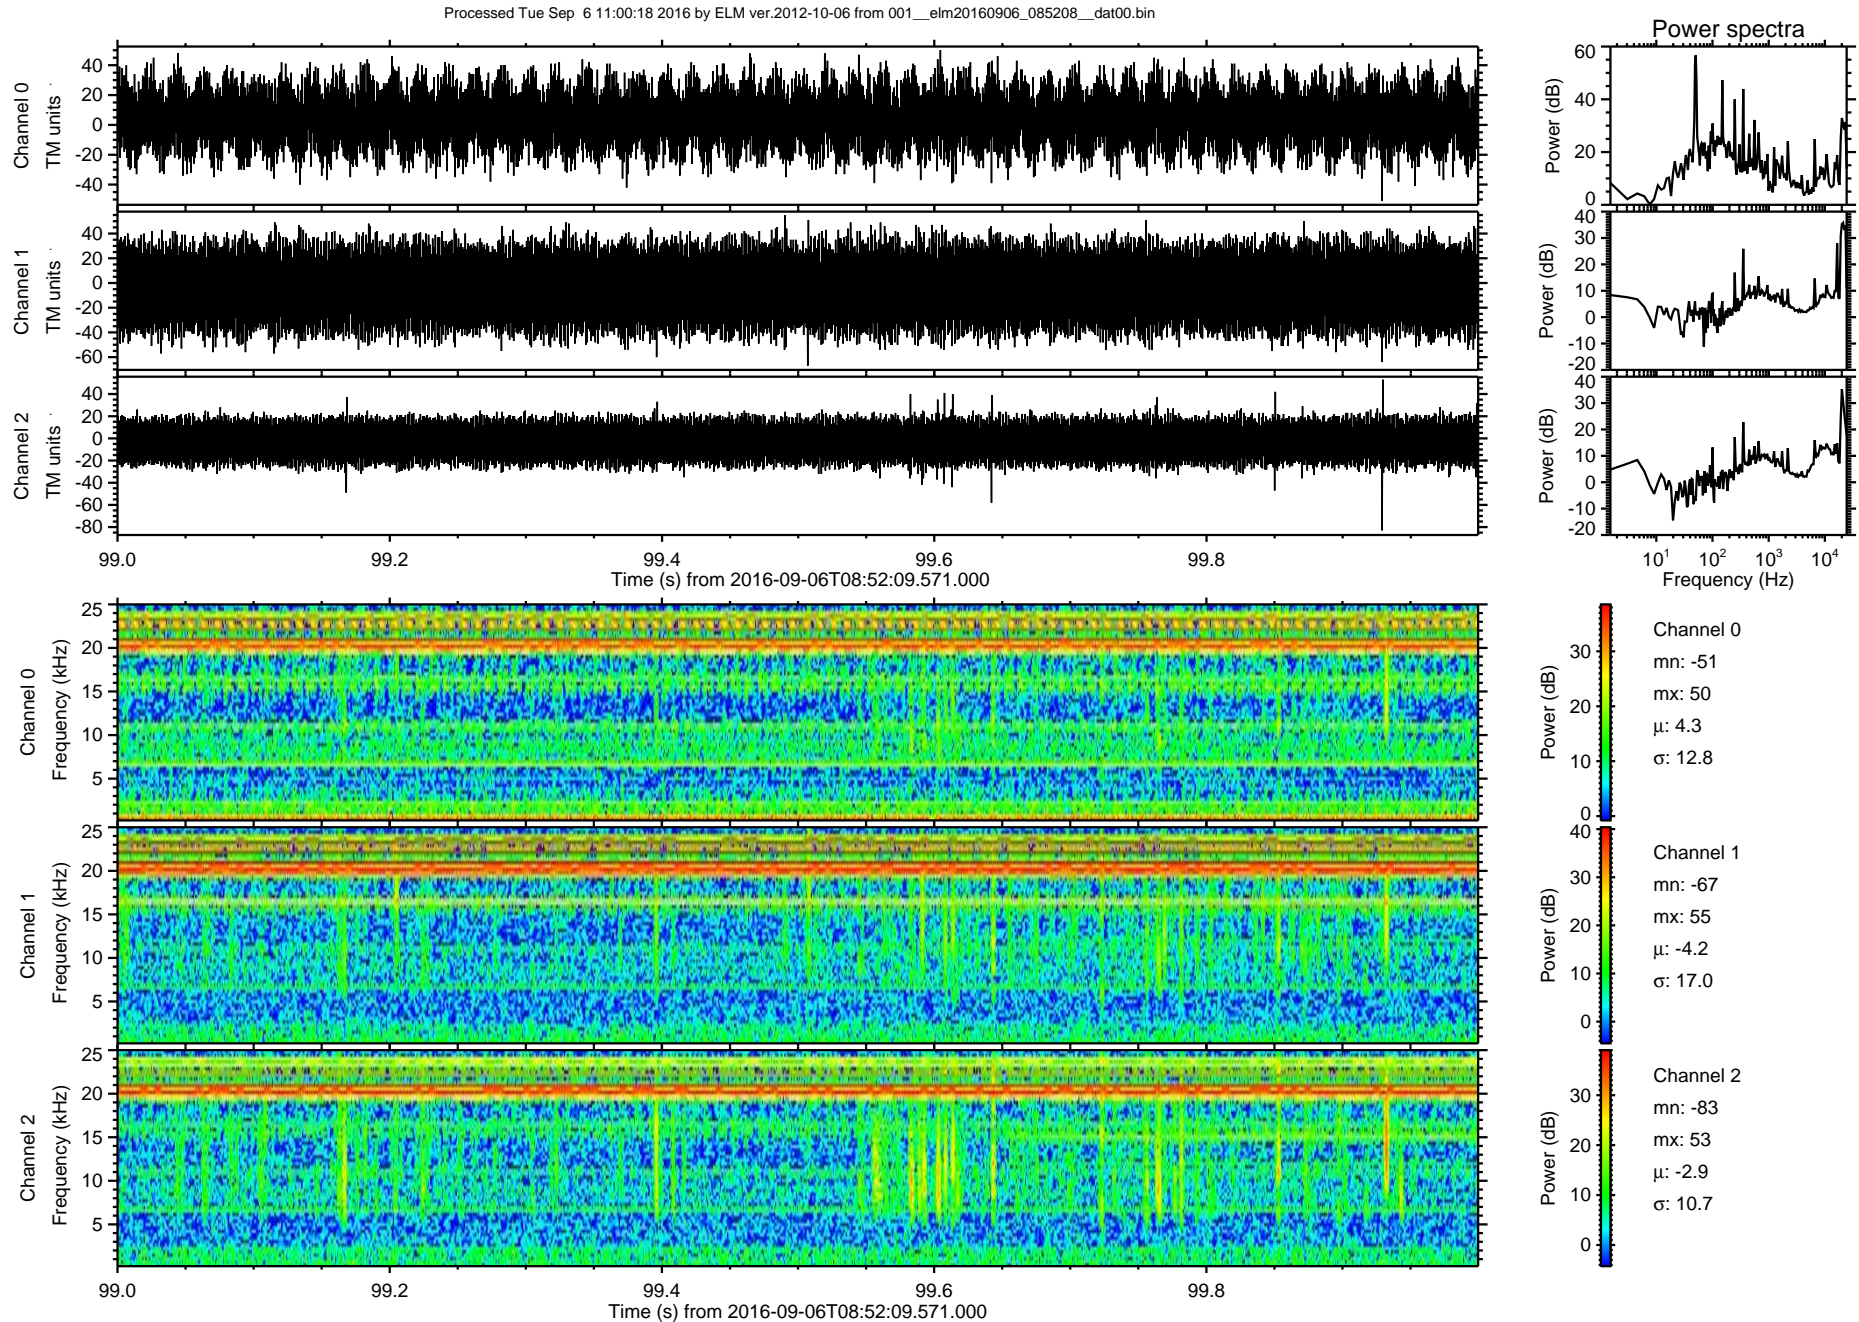 Processed Tue Sep 6 11:00:18 2016 by ELM ver.2012-10-06 from 001__elm20160906_085208__dat00.bin
Power spectra
Channel 0
TM units
40
20
0
-20
-40
Power (dB)
60
40
20
0
Channel 1
TM units
40
20
0
-20
-40
-60
Power (dB)
40
30
20
10
0
-10
-20
Channel 2
TM units
40
20
0
-20
-40
-60
-80
Power (dB)
40
30
20
10
0
-10
-20
99.0 99.2 99.4 99.6 99.8
Time (s) from 2016-09-06T08:52:09.571.000
10^1 10^2 10^3 10^4
Frequency (Hz)
Channel 0
Frequency (kHz)
25
20
15
10
5
Power (dB)
30
20
10
0
Channel 0
mn: -51
mx: 50
μ: 4.3
σ: 12.8
Channel 1
Frequency (kHz)
25
20
15
10
5
Power (dB)
40
30
20
10
0
Channel 1
mn: -67
mx: 55
μ: -4.2
σ: 17.0
Channel 2
Frequency (kHz)
25
20
15
10
5
Power (dB)
30
20
10
0
Channel 2
mn: -83
mx: 53
μ: -2.9
σ: 10.7
99.0 99.2 99.4 99.6 99.8
Time (s) from 2016-09-06T08:52:09.571.000